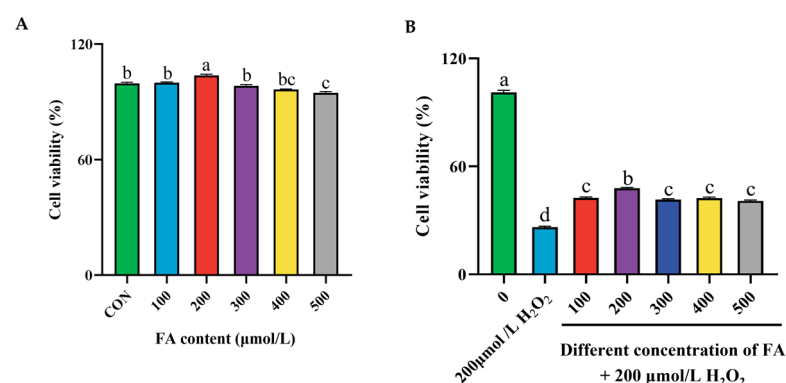 A
120
60
0
Cell viability (%)
b b a b bc c
CON 100 200 300 400 500
FA content (μmol/L)
B
120
60
0
Cell viability (%)
a d c b c c c
0 200μmol /L H₂O₂ 100 200 300 400 500
Different concentration of FA
+ 200 μmol/L H₂O₂